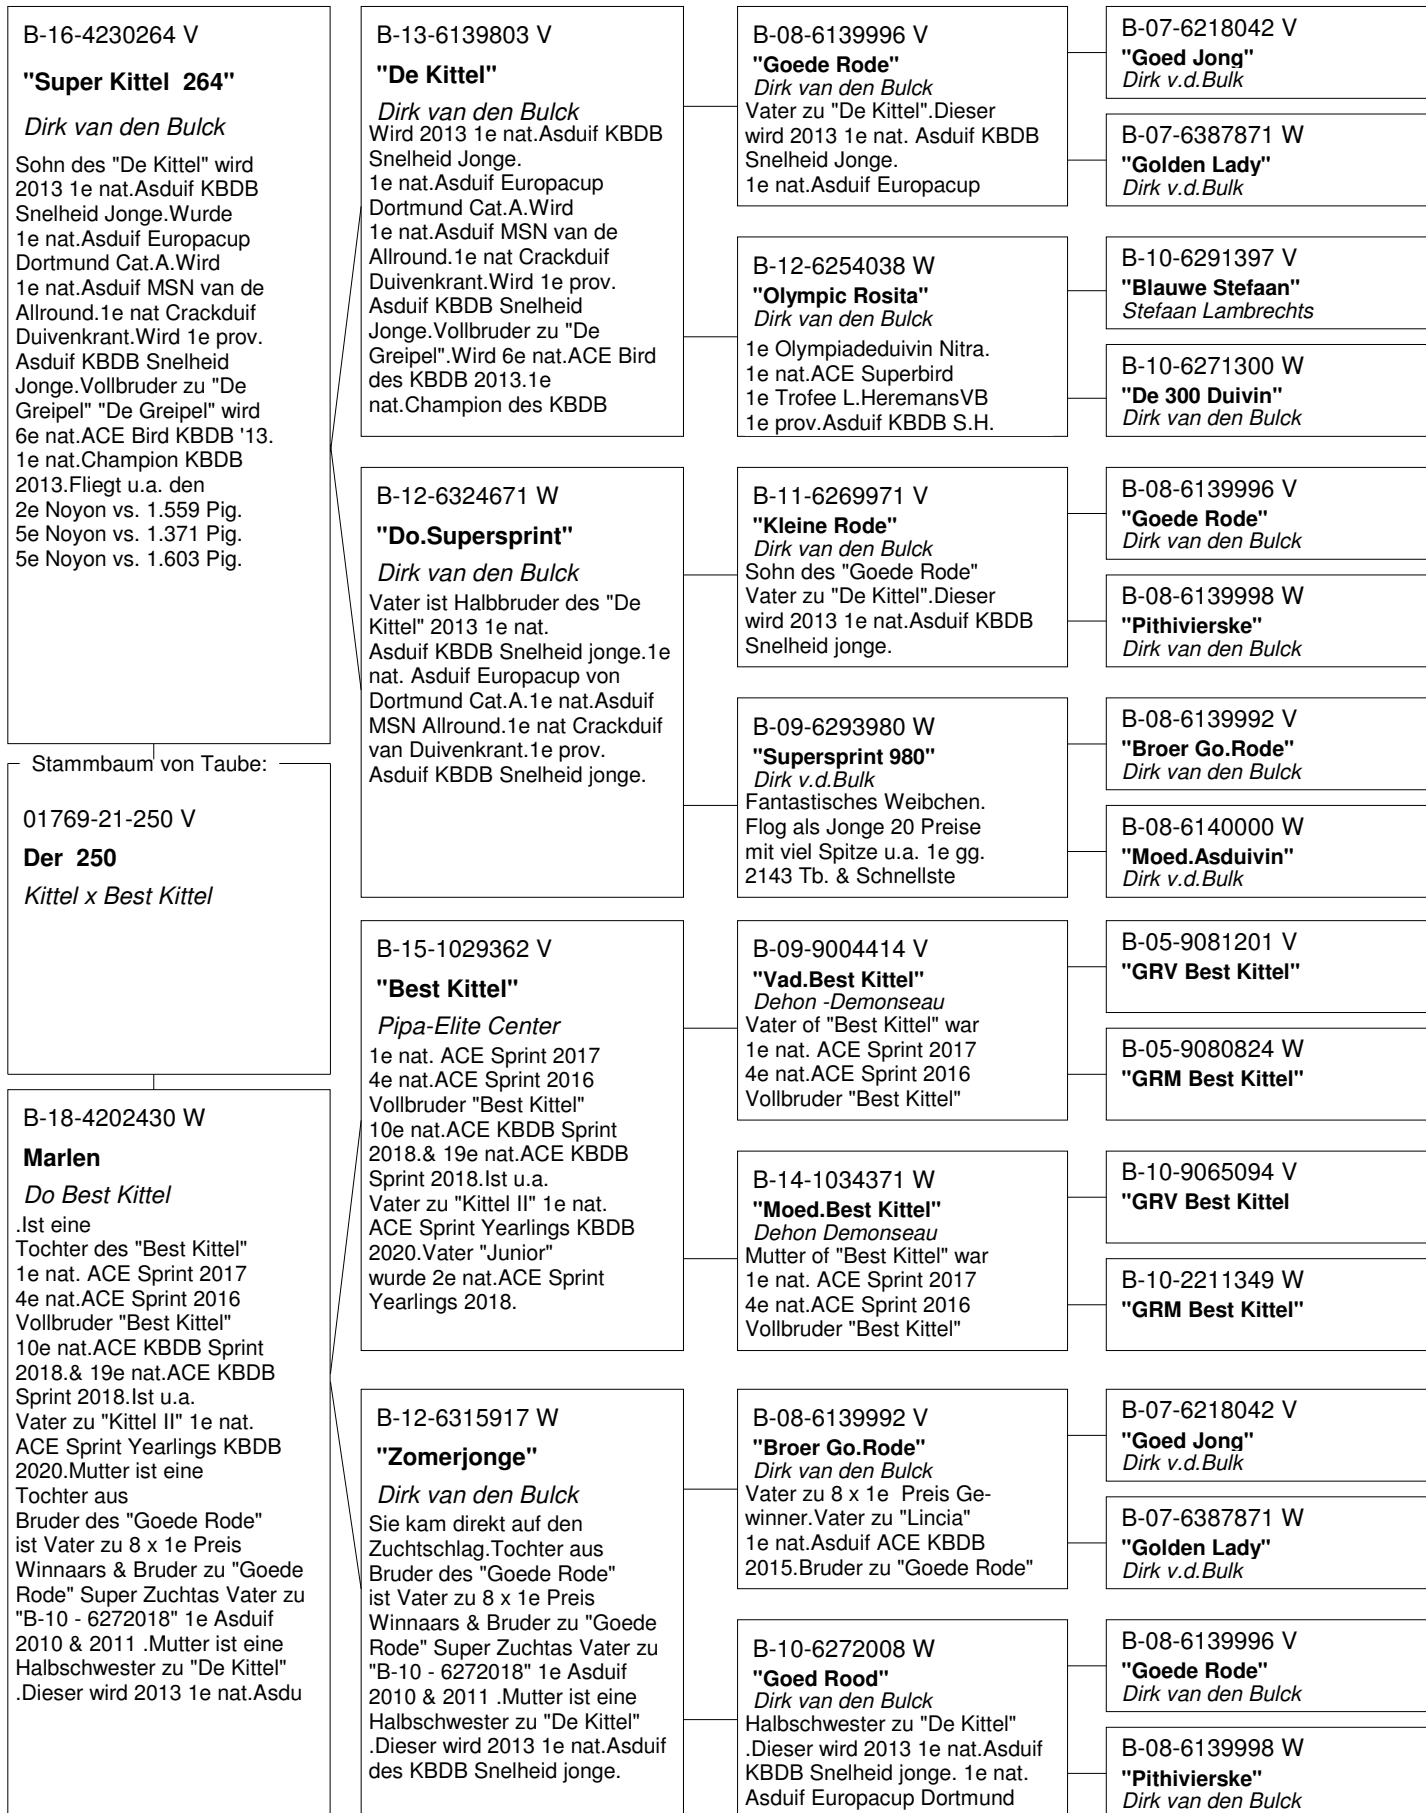 B-16-4230264 V
"Super Kittel  264"
Dirk van den Bulck
Sohn des "De Kittel" wird
2013 1e nat.Asduif KBDB
Snelheid Jonge.Wurde
1e nat.Asduif Europacup
Dortmund Cat.A.Wird
1e nat.Asduif MSN van de
Allround.1e nat Crackduif
Duivenkrant.Wird 1e prov.
Asduif KBDB Snelheid
Jonge.Vollbruder zu "De
Greipel" "De Greipel" wird
6e nat.ACE Bird KBDB '13.
1e nat.Champion KBDB
2013.Fliegt u.a. den
2e Noyon vs. 1.559 Pig.
5e Noyon vs. 1.371 Pig.
5e Noyon vs. 1.603 Pig.
Stammbaum von Taube:
01769-21-250 V
Der  250
Kittel x Best Kittel
B-18-4202430 W
Marlen
Do Best Kittel
.Ist eine
Tochter des "Best Kittel"
1e nat. ACE Sprint 2017
4e nat.ACE Sprint 2016
Vollbruder "Best Kittel"
10e nat.ACE KBDB Sprint
2018.& 19e nat.ACE KBDB
Sprint 2018.Ist u.a.
Vater zu "Kittel II" 1e nat.
ACE Sprint Yearlings KBDB
2020.Mutter ist eine
Tochter aus
Bruder des "Goede Rode"
ist Vater zu 8 x 1e Preis
Winnaars & Bruder zu "Goede
Rode" Super Zuchtas Vater zu
"B-10 - 6272018" 1e Asduif
2010 & 2011 .Mutter ist eine
Halbschwester zu "De Kittel"
.Dieser wird 2013 1e nat.Asdu
B-13-6139803 V
"De Kittel"
Dirk van den Bulck
Wird 2013 1e nat.Asduif KBDB
Snelheid Jonge.
1e nat.Asduif Europacup
Dortmund Cat.A.Wird
1e nat.Asduif MSN van de
Allround.1e nat Crackduif
Duivenkrant.Wird 1e prov.
Asduif KBDB Snelheid
Jonge.Vollbruder zu "De
Greipel".Wird 6e nat.ACE Bird
des KBDB 2013.1e
nat.Champion des KBDB
B-12-6324671 W
"Do.Supersprint"
Dirk van den Bulck
Vater ist Halbbruder des "De
Kittel" 2013 1e nat.
Asduif KBDB Snelheid jonge.1e
nat. Asduif Europacup von
Dortmund Cat.A.1e nat.Asduif
MSN Allround.1e nat Crackduif
van Duivenkrant.1e prov.
Asduif KBDB Snelheid jonge.
B-15-1029362 V
"Best Kittel"
Pipa-Elite Center
1e nat. ACE Sprint 2017
4e nat.ACE Sprint 2016
Vollbruder "Best Kittel"
10e nat.ACE KBDB Sprint
2018.& 19e nat.ACE KBDB
Sprint 2018.Ist u.a.
Vater zu "Kittel II" 1e nat.
ACE Sprint Yearlings KBDB
2020.Vater "Junior"
wurde 2e nat.ACE Sprint
Yearlings 2018.
B-12-6315917 W
"Zomerjonge"
Dirk van den Bulck
Sie kam direkt auf den
Zuchtschlag.Tochter aus
Bruder des "Goede Rode"
ist Vater zu 8 x 1e Preis
Winnaars & Bruder zu "Goede
Rode" Super Zuchtas Vater zu
"B-10 - 6272018" 1e Asduif
2010 & 2011 .Mutter ist eine
Halbschwester zu "De Kittel"
.Dieser wird 2013 1e nat.Asduif
des KBDB Snelheid jonge.
B-08-6139996 V
"Goede Rode"
Dirk van den Bulck
Vater zu "De Kittel".Dieser
wird 2013 1e nat. Asduif KBDB
Snelheid Jonge.
1e nat.Asduif Europacup
B-12-6254038 W
"Olympic Rosita"
Dirk van den Bulck
1e Olympiadeduivin Nitra.
1e nat.ACE Superbird
1e Trofee L.HeremansVB
1e prov.Asduif KBDB S.H.
B-11-6269971 V
"Kleine Rode"
Dirk van den Bulck
Sohn des "Goede Rode"
Vater zu "De Kittel".Dieser
wird 2013 1e nat.Asduif KBDB
Snelheid jonge.
B-09-6293980 W
"Supersprint 980"
Dirk v.d.Bulk
Fantastisches Weibchen.
Flog als Jonge 20 Preise
mit viel Spitze u.a. 1e gg.
2143 Tb. & Schnellste
B-09-9004414 V
"Vad.Best Kittel"
Dehon -Demonseau
Vater of "Best Kittel" war
1e nat. ACE Sprint 2017
4e nat.ACE Sprint 2016
Vollbruder "Best Kittel"
B-14-1034371 W
"Moed.Best Kittel"
Dehon Demonseau
Mutter of "Best Kittel" war
1e nat. ACE Sprint 2017
4e nat.ACE Sprint 2016
Vollbruder "Best Kittel"
B-08-6139992 V
"Broer Go.Rode"
Dirk van den Bulck
Vater zu 8 x 1e  Preis Ge-
winner.Vater zu "Lincia"
1e nat.Asduif ACE KBDB
2015.Bruder zu "Goede Rode"
B-10-6272008 W
"Goed Rood"
Dirk van den Bulck
Halbschwester zu "De Kittel"
.Dieser wird 2013 1e nat.Asduif
KBDB Snelheid jonge. 1e nat.
Asduif Europacup Dortmund
B-07-6218042 V
"Goed Jong"
Dirk v.d.Bulk
B-07-6387871 W
"Golden Lady"
Dirk v.d.Bulk
B-10-6291397 V
"Blauwe Stefaan"
Stefaan Lambrechts
B-10-6271300 W
"De 300 Duivin"
Dirk van den Bulck
B-08-6139996 V
"Goede Rode"
Dirk van den Bulck
B-08-6139998 W
"Pithivierske"
Dirk van den Bulck
B-08-6139992 V
"Broer Go.Rode"
Dirk van den Bulck
B-08-6140000 W
"Moed.Asduivin"
Dirk v.d.Bulk
B-05-9081201 V
"GRV Best Kittel"
B-05-9080824 W
"GRM Best Kittel"
B-10-9065094 V
"GRV Best Kittel
B-10-2211349 W
"GRM Best Kittel"
B-07-6218042 V
"Goed Jong"
Dirk v.d.Bulk
B-07-6387871 W
"Golden Lady"
Dirk v.d.Bulk
B-08-6139996 V
"Goede Rode"
Dirk van den Bulck
B-08-6139998 W
"Pithivierske"
Dirk van den Bulck